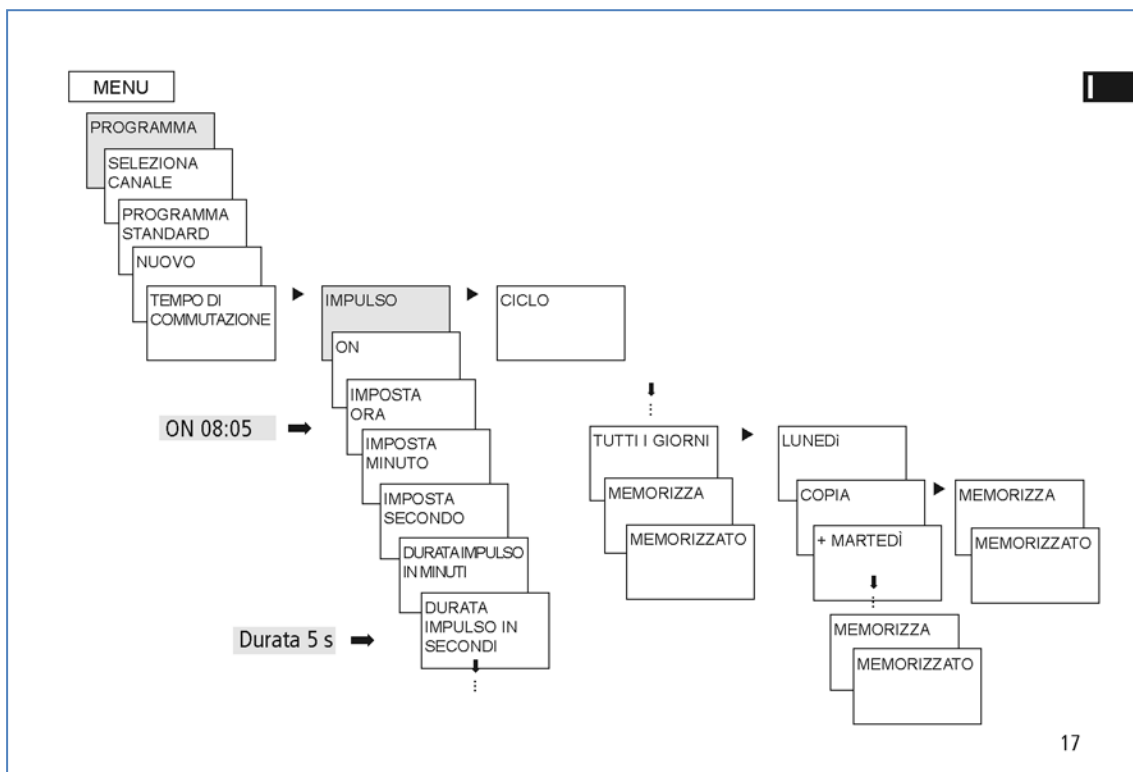 MENU
I
PROGRAMMA
SELEZIONA
CANALE
PROGRAMMA
STANDARD
NUOVO
TEMPO DI
COMMUTAZIONE
IMPULSO
CICLO
ON
IMPOSTA
ORA
ON 08:05
IMPOSTA
MINUTO
IMPOSTA
SECONDO
DURATA IMPULSO
IN MINUTI
DURATA
IMPULSO IN
SECONDI
Durata 5 s
TUTTI I GIORNI
MEMORIZZA
MEMORIZZATO
LUNEDì
COPIA
+ MARTEDÌ
MEMORIZZA
MEMORIZZATO
MEMORIZZA
MEMORIZZATO
17